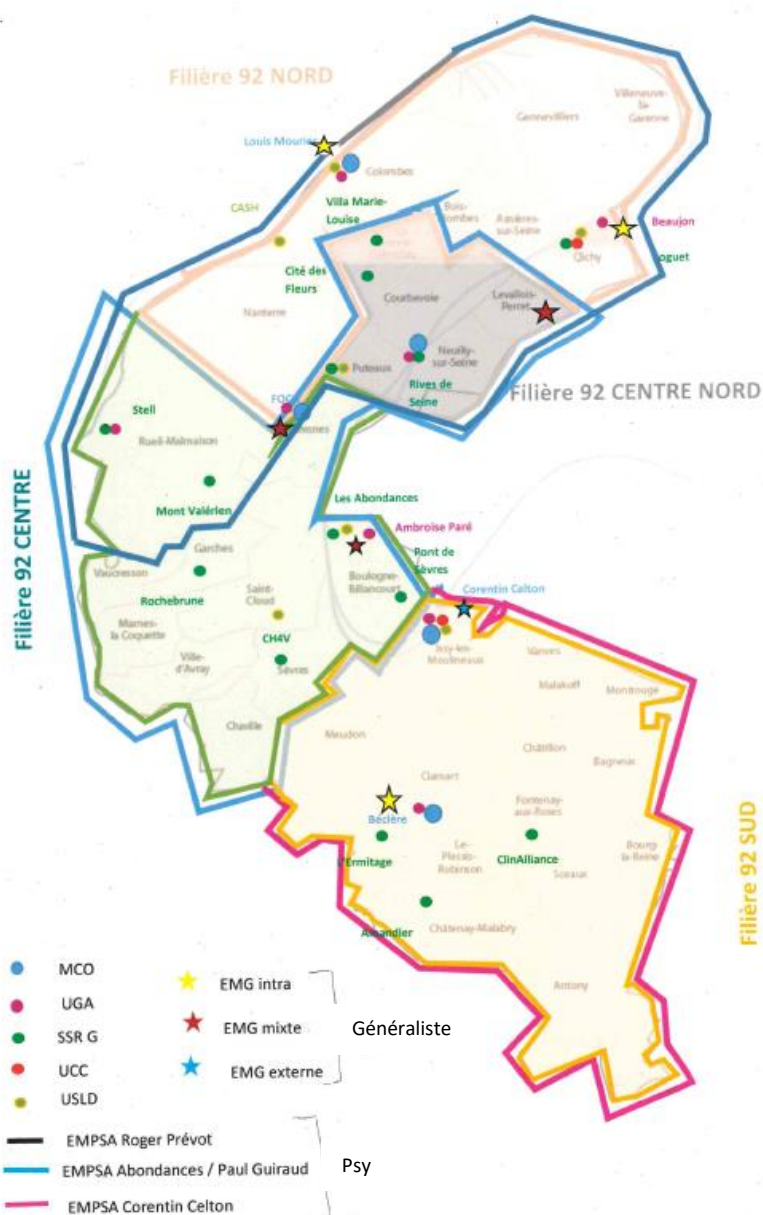 Filière 92 NORD
Villeneuve-
la-
Garenne
Gennevilliers
Louis Mourier
Colombes
CASH
Villa Marie-
Louise
Bois-
Colombes
Asnières-
sur-Seine
Beaujon
Clichy
Cité des
Fleurs
Courbevoie
Levallois-
Perret
Nanterre
Neuilly-
sur-Seine
Puteaux
Rives de
Seine
Filière 92 CENTRE NORD
Stell
Rueil-Malmaison
Mont Valérien
Les Abondances
Ambroise Paré
Pont de
Sèvres
Garches
Vaucresson
Boulogne-
Billancourt
Corentin Celton
Rochebrune
Saint-
Cloud
Marnes-
la Coquette
CH4V
Ville-
d'Avray
Sèvres
Issy-les-
Moulineaux
Vanves
Malakoff
Montrouge
Filière 92 CENTRE
Chaville
Meudon
Châtillon
Bagneux
Clamart
Béclère
Fontenay-
aux-Roses
L'Ermitage
Le-
Plessis-
Robinson
ClinAlliance
Bourg
la-Reine
Sceaux
Filière 92 SUD
Amandier
Châtenay-Malabry
Antony
MCO
UGA
SSR G
UCC
USLD
EMG intra
EMG mixte
EMG externe
Généraliste
EMPSA Roger Prévot
EMPSA Abondances / Paul Guiraud
EMPSA Corentin Celton
Psy